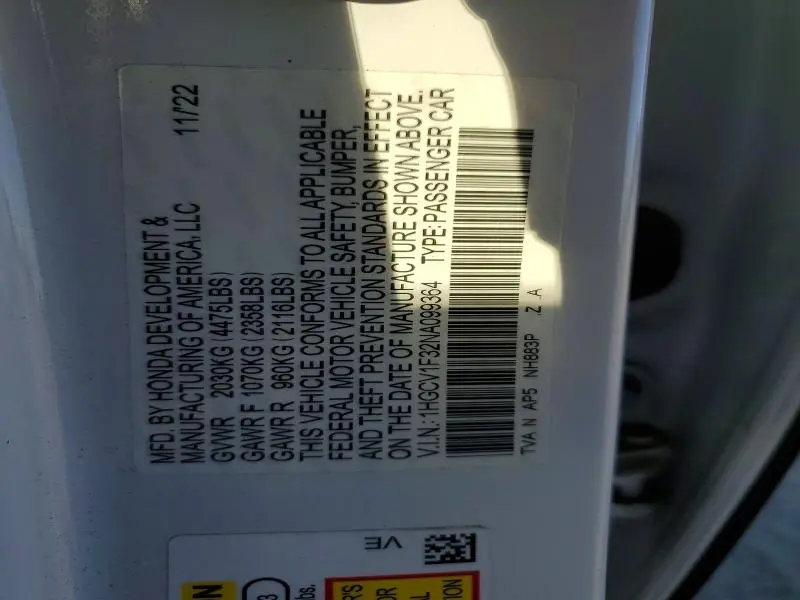 MFD. BY HONDA DEVELOPMENT & 11/22
MANUFACTURING OF AMERICA, LLC
GVWR 2030KG (4475LBS)
GAWR F 1070KG (2358LBS)
GAWR R 960KG (2116LBS)
THIS VEHICLE CONFORMS TO ALL APPLICABLE
FEDERAL MOTOR VEHICLE SAFETY, BUMPER,
AND THEFT PREVENTION STANDARDS IN EFFECT
ON THE DATE OF MANUFACTURE SHOWN ABOVE.
V.I.N.: 1HGCV1F32NA099364 TYPE: PASSENGER CAR
TVA N AP5 NH883P .Z .A
VE